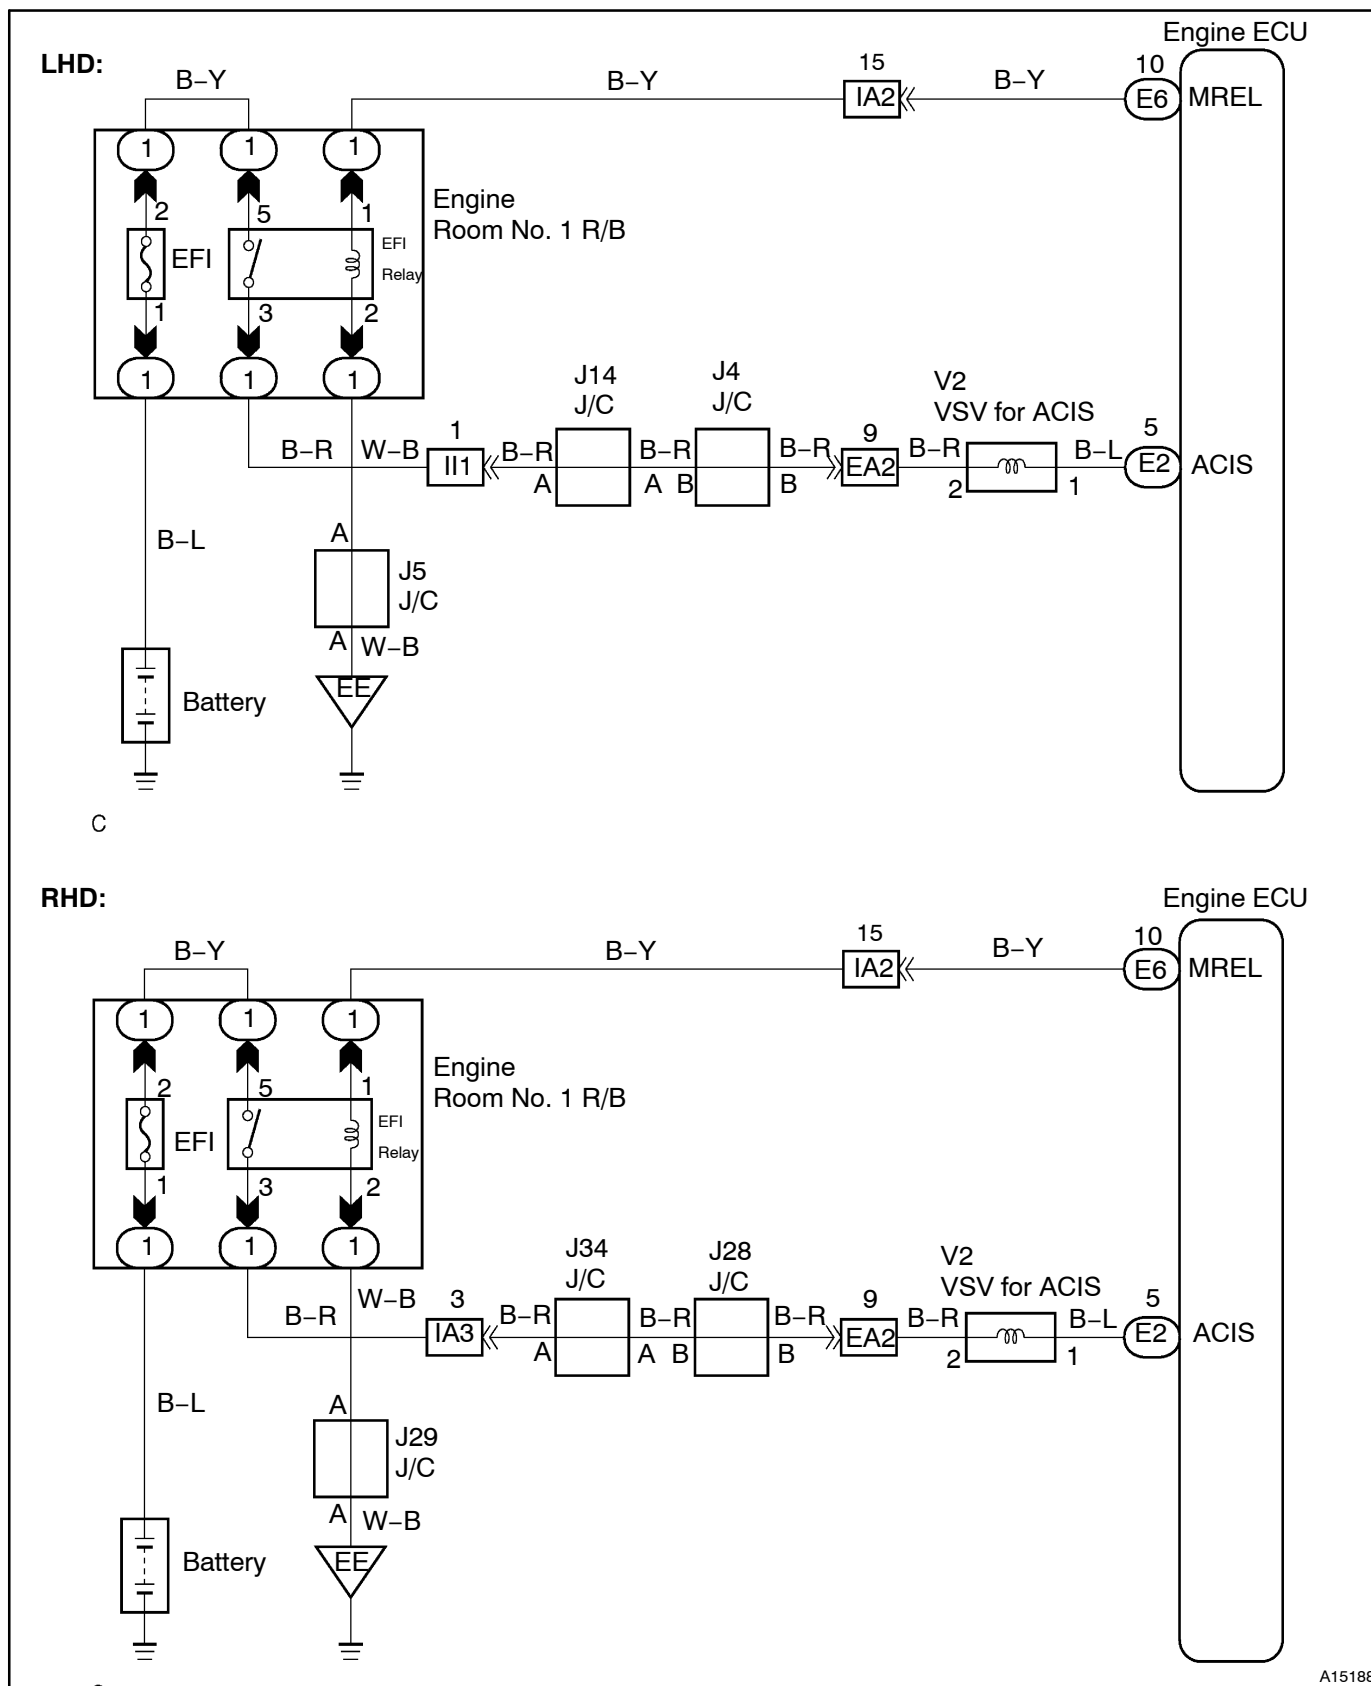 Engine ECU
LHD:
B–Y
B–Y
15
IA2
B–Y
10
E6
MREL
1
1
1
2
5
1
Engine
Room No. 1 R/B
EFI
EFI
Relay
1
3
2
1
1
1
J14
J/C
J4
J/C
V2
VSV for ACIS
B–R
W–B
1
II1
B–R
A
B–R
A
B
B–R
B
9
EA2
B–R
2
B–L
1
5
E2
ACIS
B–L
A
J5
J/C
A
W–B
EE
Battery
C
RHD:
Engine ECU
B–Y
B–Y
15
IA2
B–Y
10
E6
MREL
1
1
1
2
5
1
Engine
Room No. 1 R/B
EFI
EFI
Relay
1
3
2
1
1
1
J34
J/C
J28
J/C
V2
VSV for ACIS
B–R
W–B
3
IA3
B–R
A
B–R
A
B
B–R
B
9
EA2
B–R
2
B–L
1
5
E2
ACIS
B–L
A
J29
J/C
A
W–B
EE
Battery
A15188